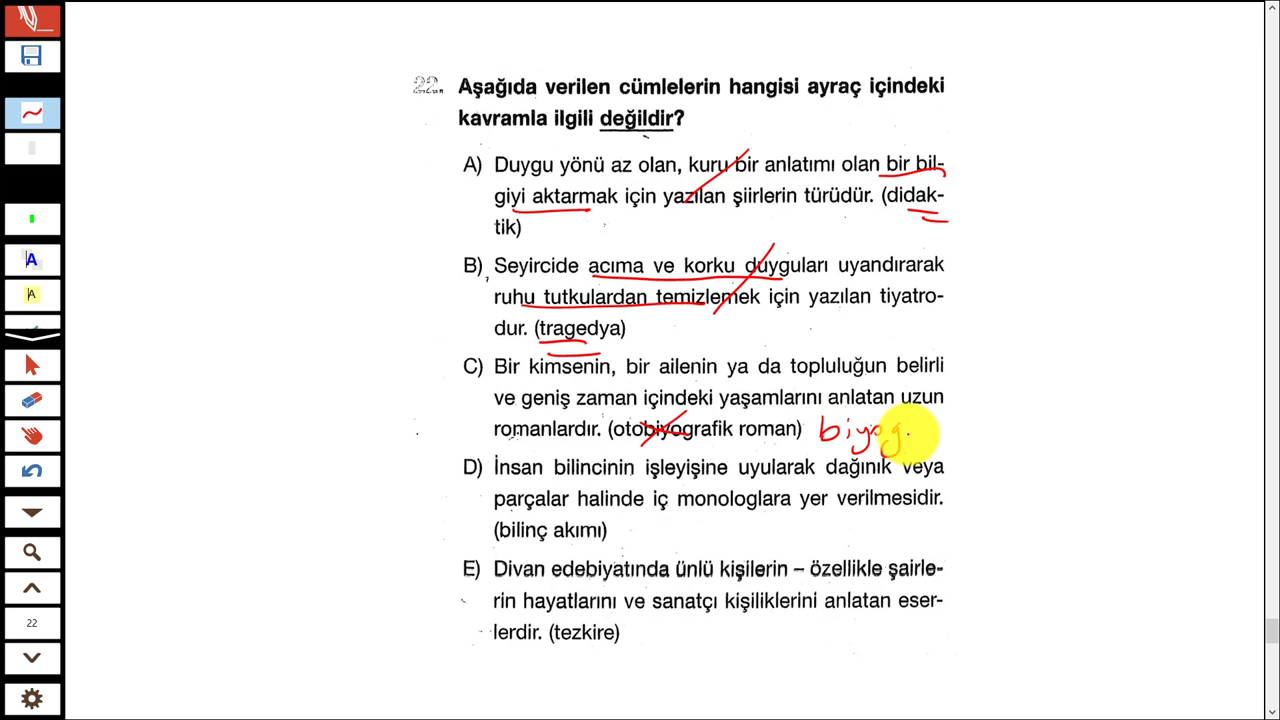 22. Aşağıda verilen cümlelerin hangisi ayraç içindeki
kavramla ilgili değildir?
A) Duygu yönü az olan, kuru bir anlatımı olan bir bil-
giyi aktarmak için yazılan şiirlerin türüdür. (didak-
tik)
B) Seyircide acıma ve korku duyguları uyandırarak
ruhu tutkulardan temizlemek için yazılan tiyatro-
dur. (tragedya)
C) Bir kimsenin, bir ailenin ya da topluluğun belirli
ve geniş zaman içindeki yaşamlarını anlatan uzun
romanlardır. (otobiyografik roman) biyog
D) İnsan bilincinin işleyişine uyularak dağınık veya
parçalar halinde iç monologlara yer verilmesidir.
(bilinç akımı)
E) Divan edebiyatında ünlü kişilerin – özellikle şairle-
rin hayatlarını ve sanatçı kişiliklerini anlatan eser-
lerdir. (tezkire)
A
A
22